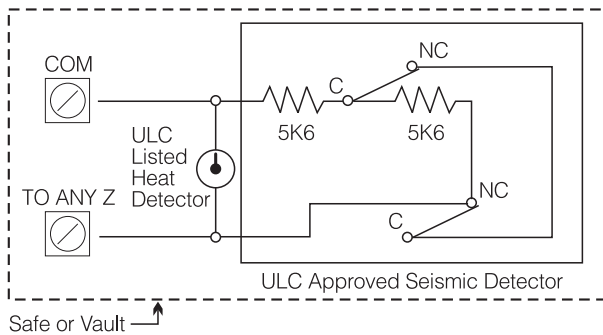 COM
NC
C
5K6
5K6
ULC
Listed
Heat
Detector
TO ANY Z
NC
C
ULC Approved Seismic Detector
Safe or Vault